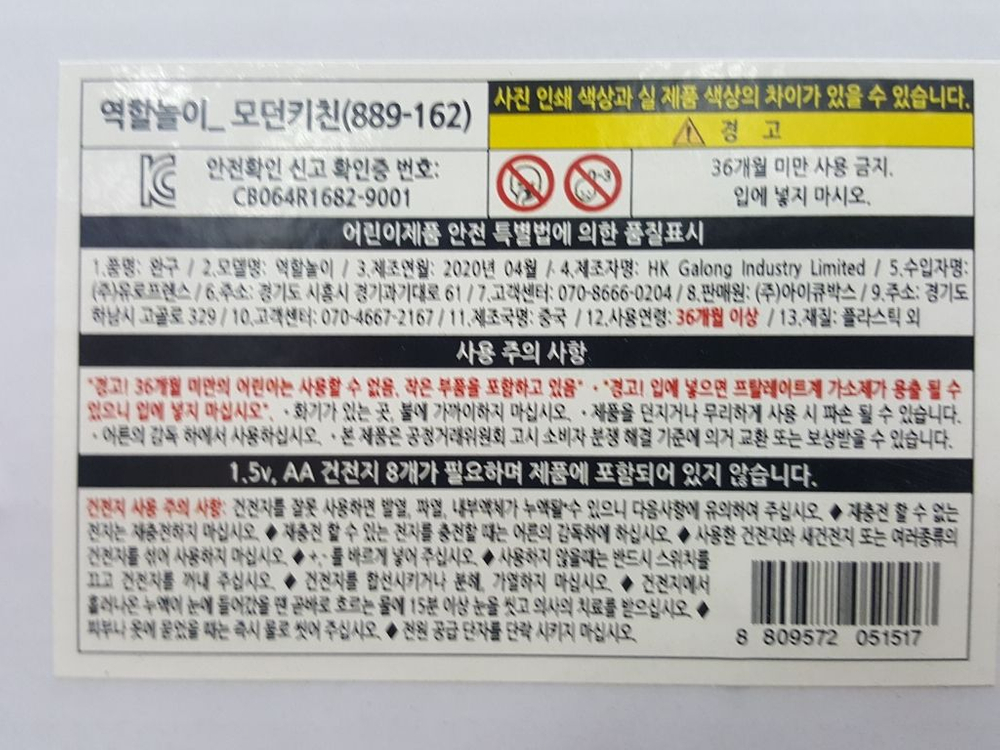 역할놀이_ 모던키친(889-162)
사진 인쇄 색상과 실 제품 색상의 차이가 있을 수 있습니다.
경 고
안전확인 신고 확인증 번호:
CB064R1682-9001
0-3
36개월 미만 사용 금지.
입에 넣지 마시오.
어린이제품 안전 특별법에 의한 품질표시
1.품명: 완구 / 2.모델명: 역할놀이 / 3.제조연월: 2020년 04월 / 4.제조자명: HK Galong Industry Limited / 5.수입자명:
(주)유로프렌스 / 6.주소: 경기도 시흥시 경기과기대로 61 / 7.고객센터: 070-8666-0204 / 8.판매원: (주)아이큐박스 / 9.주소: 경기도
하남시 고골로 329 / 10.고객센터: 070-4667-2167 / 11.제조국명: 중국 / 12.사용연령: 36개월 이상 / 13.재질: 플라스틱 외
사용 주의 사항
"경고! 36개월 미만의 어린이는 사용할 수 없음, 작은 부품을 포함하고 있음" · "경고! 입에 넣으면 프탈레이트계 가소제가 용출 될 수
있으니 입에 넣지 마십시오". · 화기가 있는 곳, 불에 가까이하지 마십시오. · 제품을 던지거나 무리하게 사용 시 파손 될 수 있습니다.
· 어른의 감독 하에서 사용하십시오. · 본 제품은 공정거래위원회 고시 소비자 분쟁 해결 기준에 의거 교환 또는 보상받을 수 있습니다.
1.5v, AA 건전지 8개가 필요하며 제품에 포함되어 있지 않습니다.
건전지 사용 주의 사항: 건전지를 잘못 사용하면 발열, 파열, 내부액체가 누액될수 있으니 다음사항에 유의하여 주십시오. ◆ 재충전 할 수 없는
전지는 재충전하지 마십시오. ◆ 재충전 할 수 있는 전지를 충전할 때는 어른의 감독하에 하십시오. ◆ 사용한 건전지와 새건전지 또는 여러종류의
건전지를 섞어 사용하지 마십시오. ◆ +,-를 바르게 넣어 주십시오. ◆ 사용하지 않을때는 반드시 스위치를
끄고 건전지를 꺼내 주십시오. ◆ 건전지를 합선시키거나 분해, 가열하지 마십시오. ◆ 건전지에서
흘러나온 누액이 눈에 들어갔을 땐 곧바로 흐르는 물에 15분 이상 눈을 씻고 의사의 치료를 받으십시오. ◆
피부나 옷에 묻었을 때는 즉시 물로 씻어 주십시오. ◆ 전원 공급 단자를 단락 시키지 마십시오.
8 809572 051517